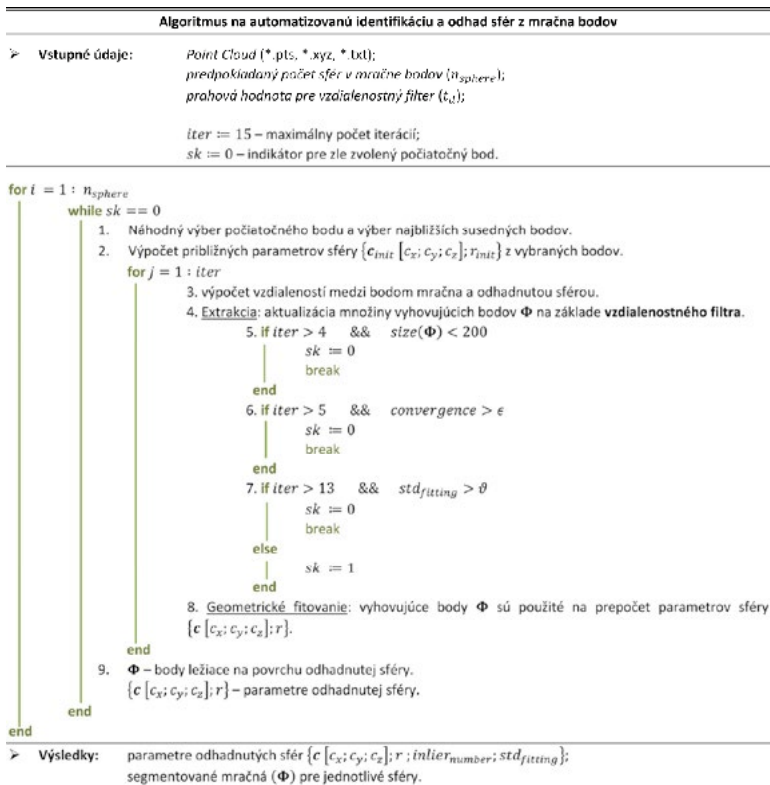 Algoritmus na automatizovanú identifikáciu a odhad sfér z mračna bodov
➢ Vstupné údaje: Point Cloud (*.pts, *.xyz, *.txt);
predpokladaný počet sfér v mračne bodov (n_sphere);
prahová hodnota pre vzdialenostný filter (t_d);
iter ≔ 15 – maximálny počet iterácií;
sk ≔ 0 – indikátor pre zle zvolený počiatočný bod.
for i = 1 : n_sphere
while sk == 0
1. Náhodný výber počiatočného bodu a výber najbližších susedných bodov.
2. Výpočet približných parametrov sféry {c_init [c_x; c_y; c_z]; r_init} z vybraných bodov.
for j = 1 : iter
3. výpočet vzdialeností medzi bodom mračna a odhadnutou sférou.
4. Extrakcia: aktualizácia množiny vyhovujúcich bodov Φ na základe vzdialenostného filtra.
5. if iter > 4 && size(Φ) < 200
sk ≔ 0
break
end
6. if iter > 5 && convergence > ϵ
sk ≔ 0
break
end
7. if iter > 13 && std_fitting > ϑ
sk ≔ 0
break
else
sk ≔ 1
end
8. Geometrické fitovanie: vyhovujúce body Φ sú použité na prepočet parametrov sféry
{c [c_x; c_y; c_z]; r}.
end
9. Φ – body ležiace na povrchu odhadnutej sféry.
{c [c_x; c_y; c_z]; r} – parametre odhadnutej sféry.
end
end
➢ Výsledky: parametre odhadnutých sfér {c [c_x; c_y; c_z]; r ; inlier_number; std_fitting};
segmentované mračná (Φ) pre jednotlivé sféry.